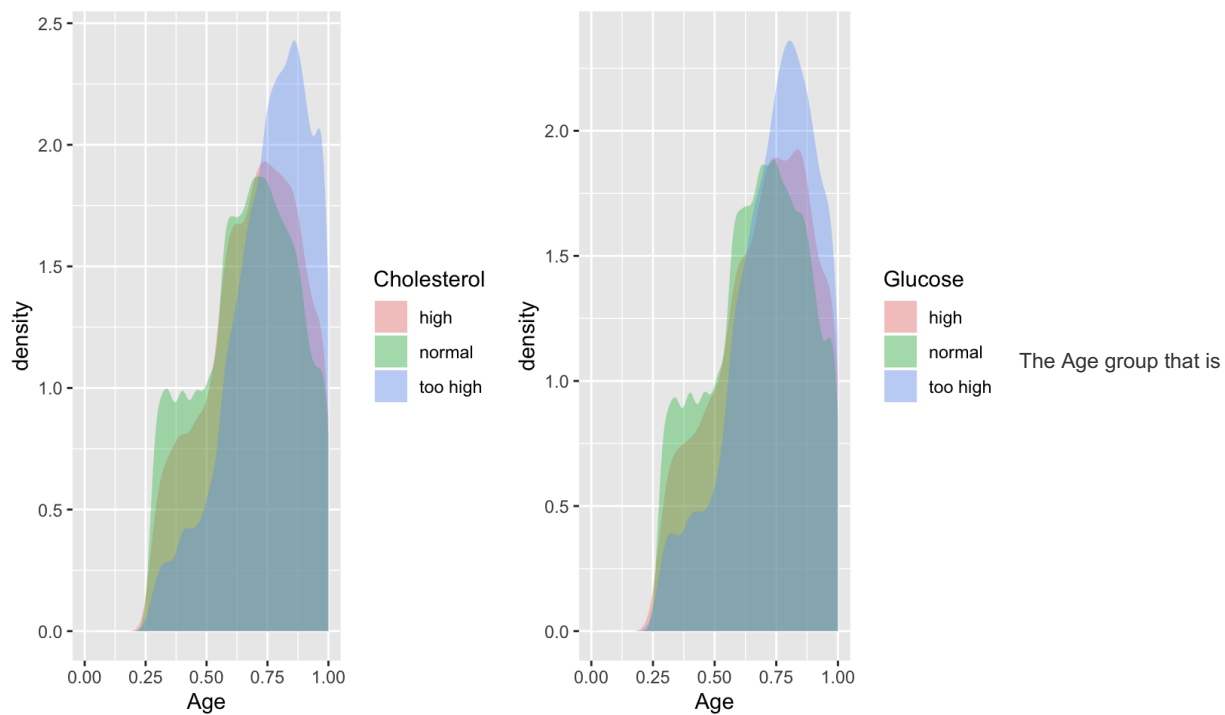 2.5
2.0
1.5
1.0
0.5
0.0
density
0.00 0.25 0.50 0.75 1.00
Age
Cholesterol
high
normal
too high
2.0
1.5
1.0
0.5
0.0
density
0.00 0.25 0.50 0.75 1.00
Age
Glucose
high
normal
too high
The Age group that is